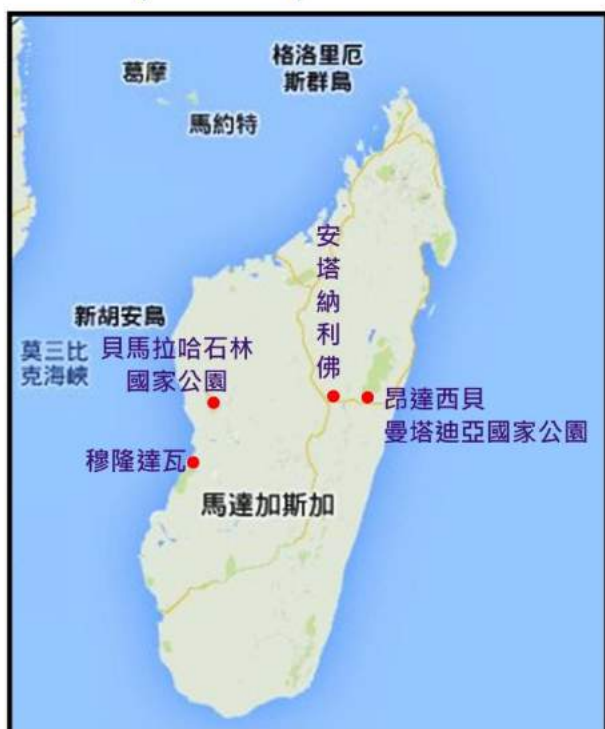 葛摩
格洛里厄
斯群島
馬約特
安塔納利佛
新胡安島
莫三比
克海峽
貝馬拉哈石林
國家公園
昂達西貝
曼塔迪亞國家公園
穆隆達瓦
馬達加斯加